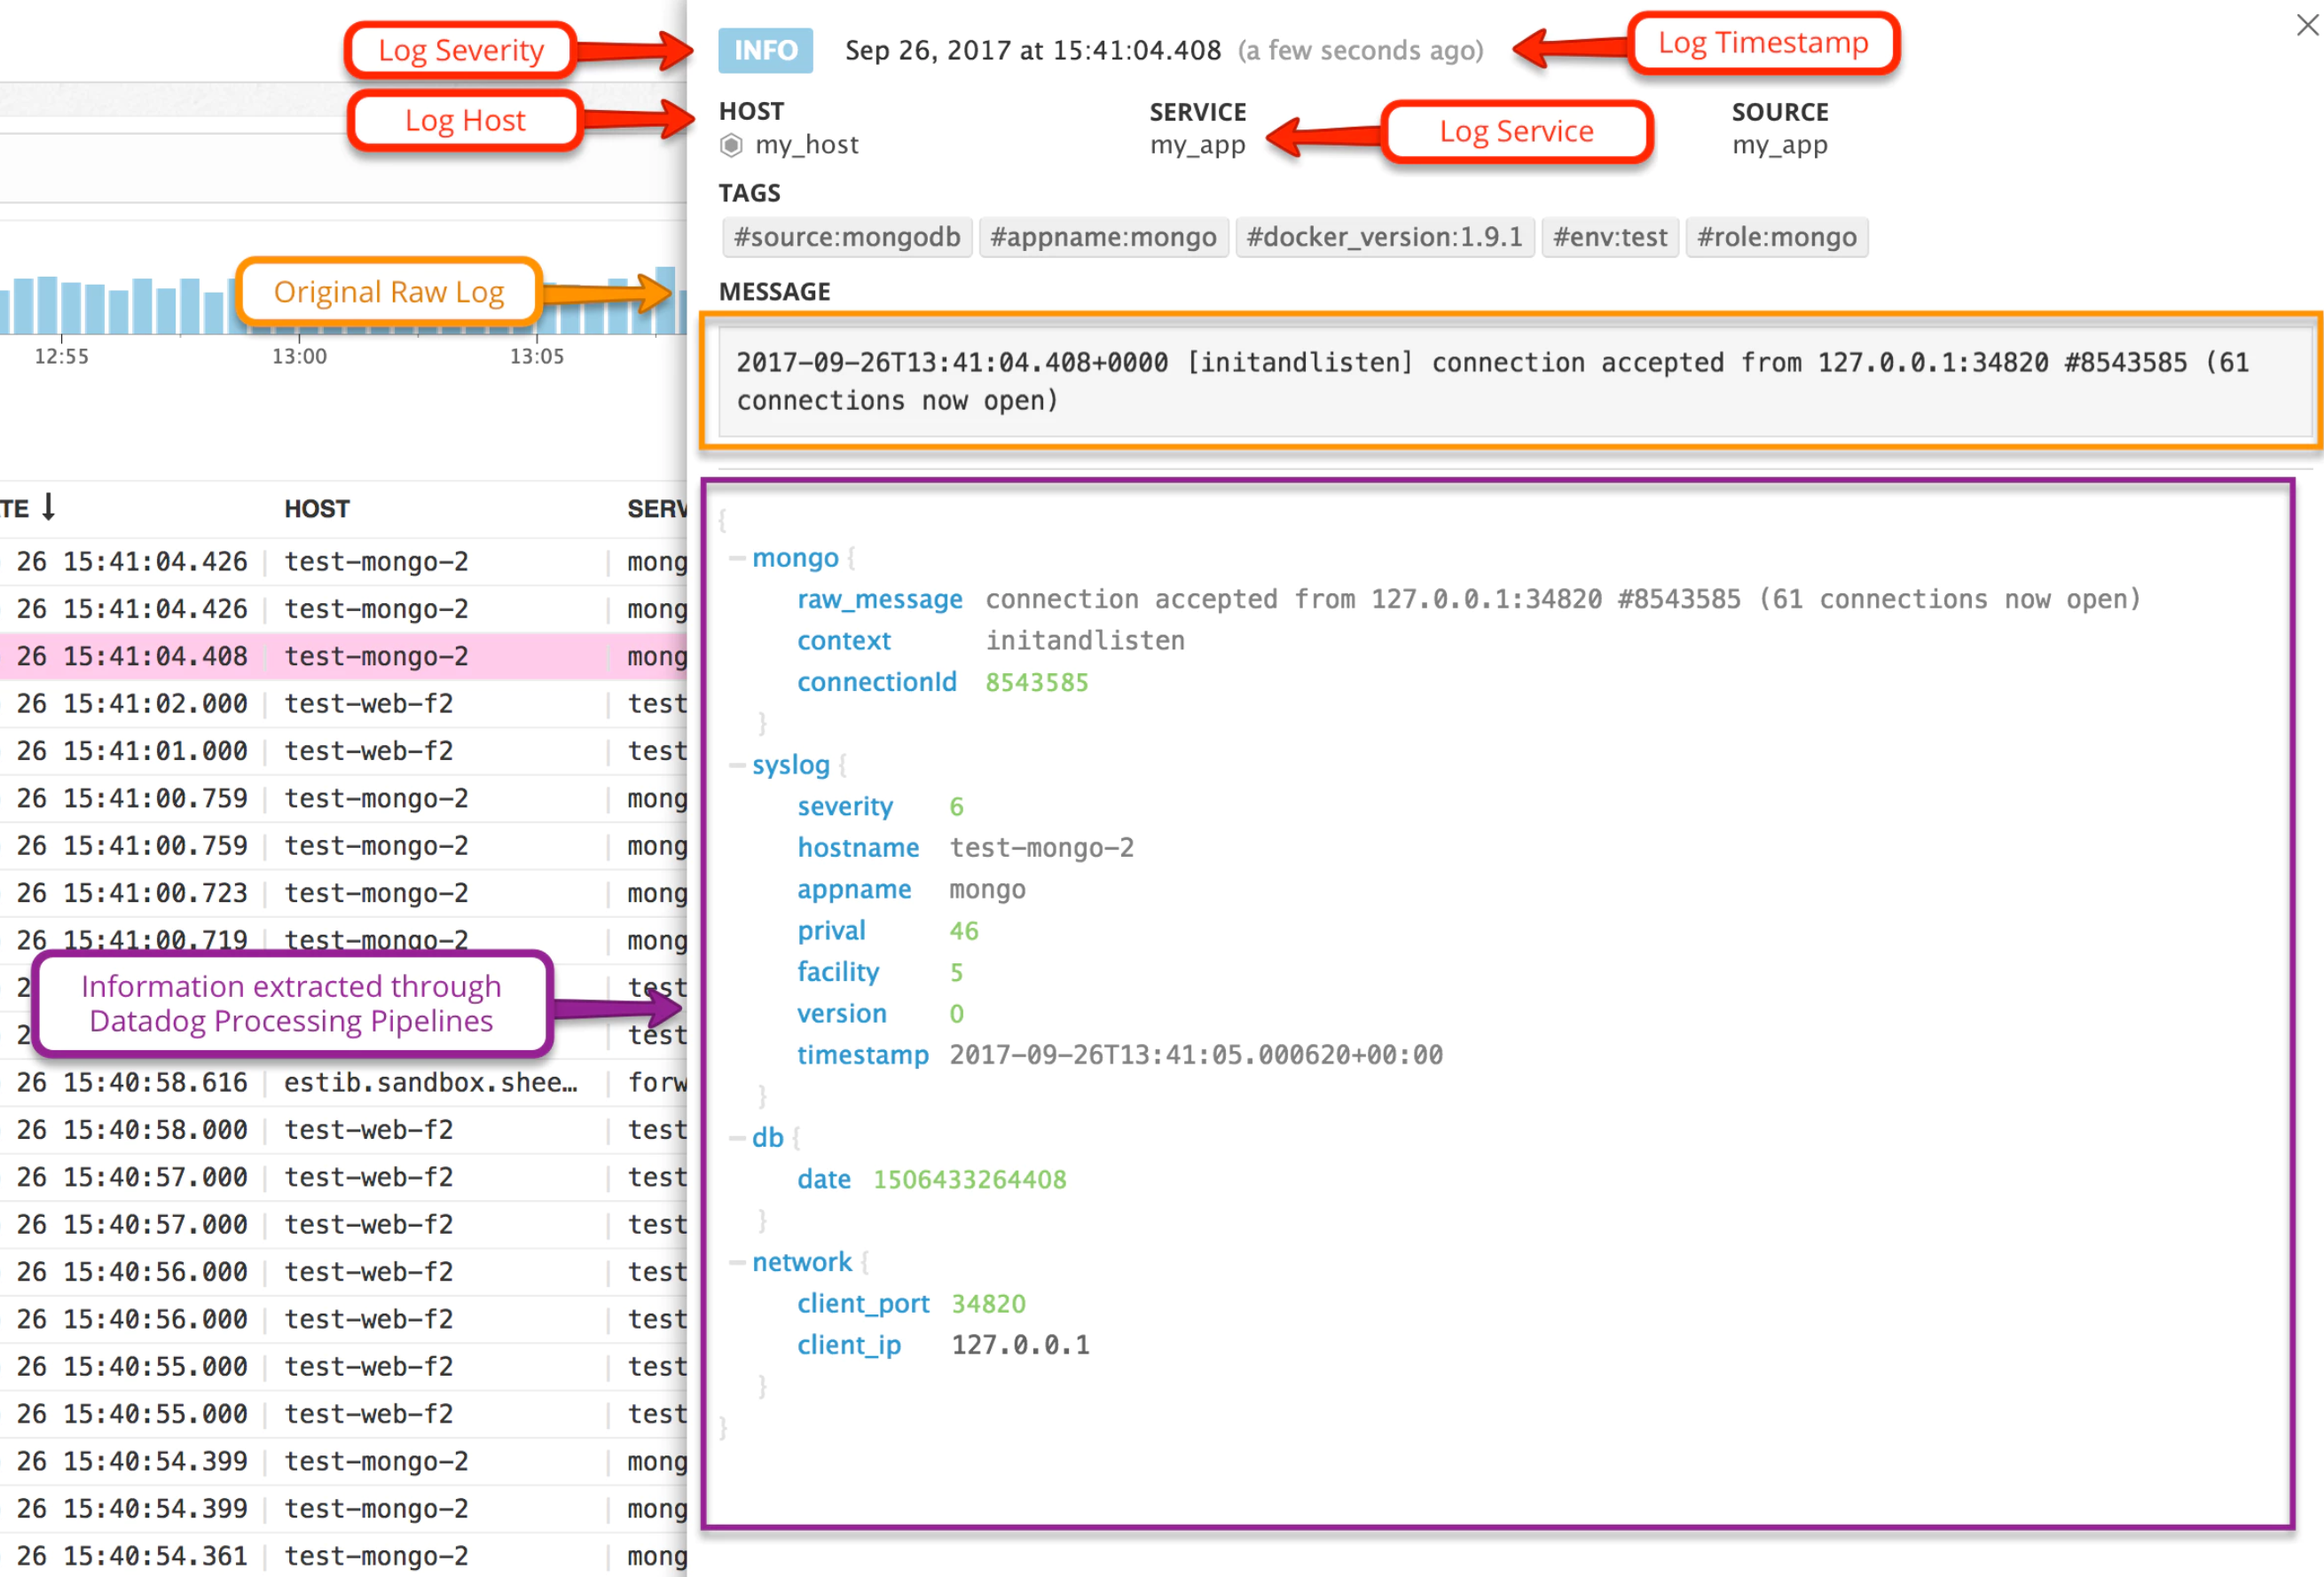 Log Severity
INFO Sep 26, 2017 at 15:41:04.408 (a few seconds ago)
Log Timestamp
Log Host
HOST SERVICE SOURCE
my_host my_app my_app
Log Service
TAGS
#source:mongodb #appname:mongo #docker_version:1.9.1 #env:test #role:mongo
Original Raw Log
MESSAGE
12:55 13:00 13:05
2017-09-26T13:41:04.408+0000 [initandlisten] connection accepted from 127.0.0.1:34820 #8543585 (61
connections now open)
TE ↓ HOST SERV
26 15:41:04.426 test-mongo-2 mong
26 15:41:04.426 test-mongo-2 mong
26 15:41:04.408 test-mongo-2 mong
26 15:41:02.000 test-web-f2 test
26 15:41:01.000 test-web-f2 test
26 15:41:00.759 test-mongo-2 mong
26 15:41:00.759 test-mongo-2 mong
26 15:41:00.723 test-mongo-2 mong
26 15:41:00.719 test-mongo-2 mong
2 test
2 test
26 15:40:58.616 estib.sandbox.shee… forw
26 15:40:58.000 test-web-f2 test
26 15:40:57.000 test-web-f2 test
26 15:40:57.000 test-web-f2 test
26 15:40:56.000 test-web-f2 test
26 15:40:56.000 test-web-f2 test
26 15:40:55.000 test-web-f2 test
26 15:40:55.000 test-web-f2 test
26 15:40:54.399 test-mongo-2 mong
26 15:40:54.399 test-mongo-2 mong
26 15:40:54.361 test-mongo-2 mong
Information extracted through
Datadog Processing Pipelines
{
mongo {
raw_message connection accepted from 127.0.0.1:34820 #8543585 (61 connections now open)
context initandlisten
connectionId 8543585
}
syslog {
severity 6
hostname test-mongo-2
appname mongo
prival 46
facility 5
version 0
timestamp 2017-09-26T13:41:05.000620+00:00
}
db {
date 1506433264408
}
network {
client_port 34820
client_ip 127.0.0.1
}
}